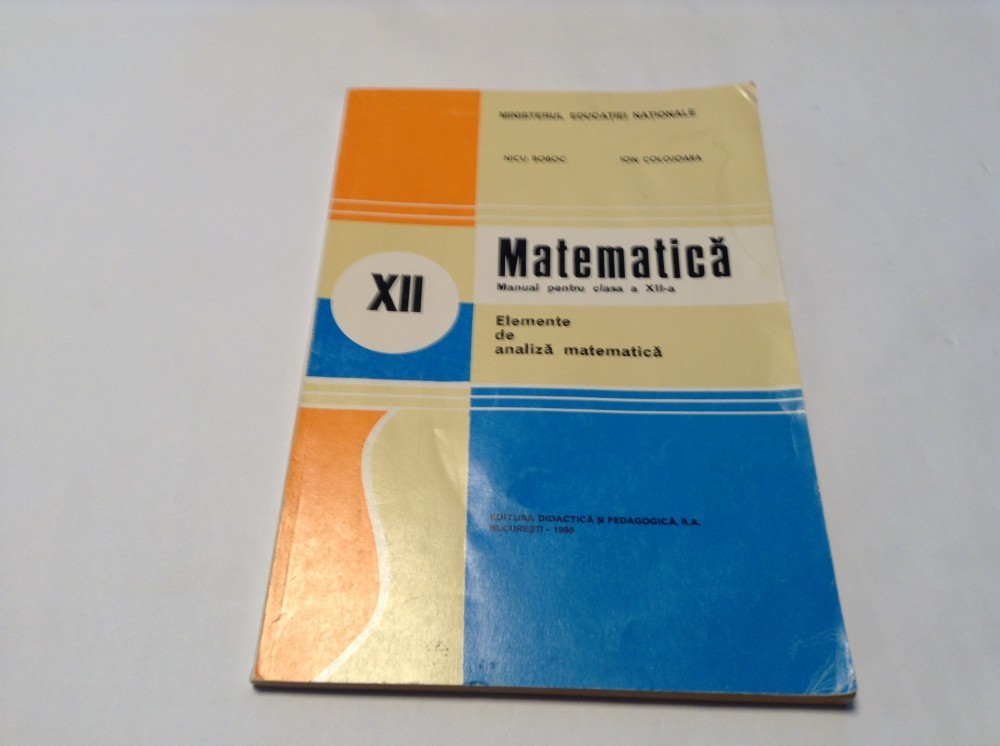 MINISTERUL EDUCAȚIEI NAȚIONALE
NICU BOBOC ION COLOJOARA
XII
Matematică
Manual pentru clasa a XII-a
Elemente
de
analiză matematică
EDITURA DIDACTICĂ ȘI PEDAGOGICĂ, R.A.
BUCUREȘTI –